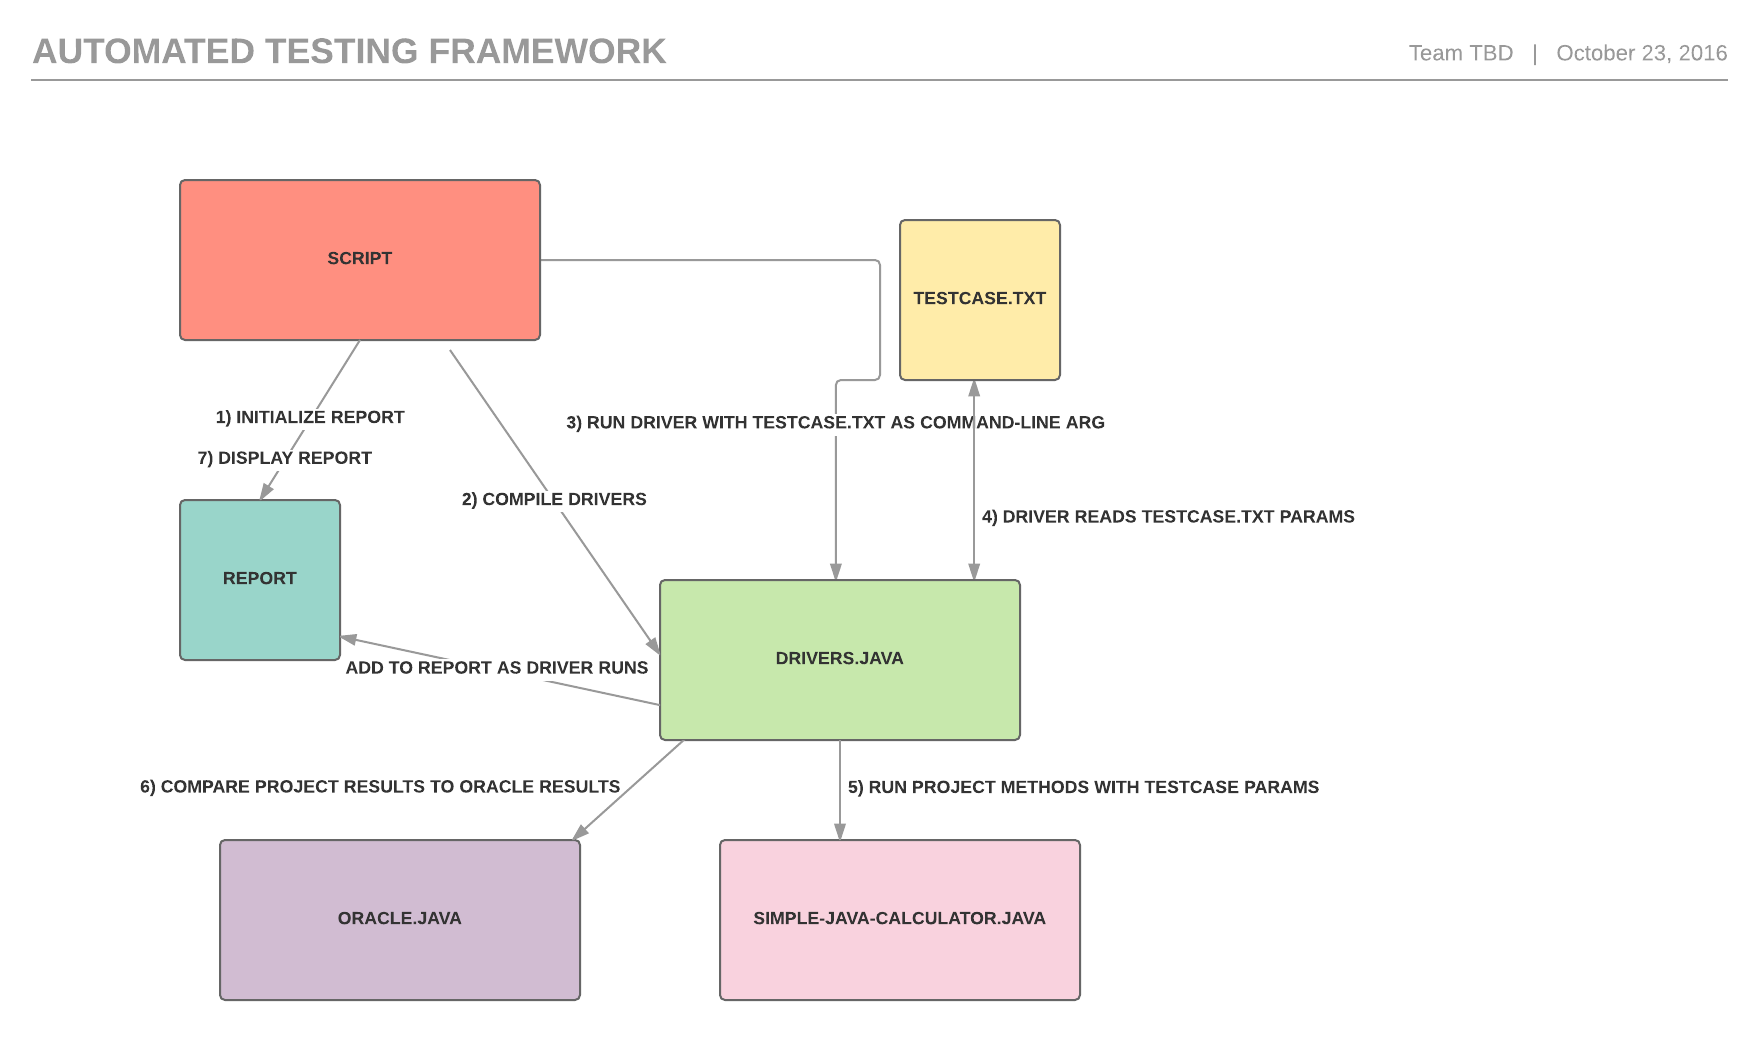 AUTOMATED TESTING FRAMEWORK
Team TBD | October 23, 2016
SCRIPT
TESTCASE.TXT
1) INITIALIZE REPORT
3) RUN DRIVER WITH TESTCASE.TXT AS COMMAND-LINE ARG
7) DISPLAY REPORT
2) COMPILE DRIVERS
4) DRIVER READS TESTCASE.TXT PARAMS
REPORT
DRIVERS.JAVA
ADD TO REPORT AS DRIVER RUNS
6) COMPARE PROJECT RESULTS TO ORACLE RESULTS
5) RUN PROJECT METHODS WITH TESTCASE PARAMS
ORACLE.JAVA
SIMPLE-JAVA-CALCULATOR.JAVA